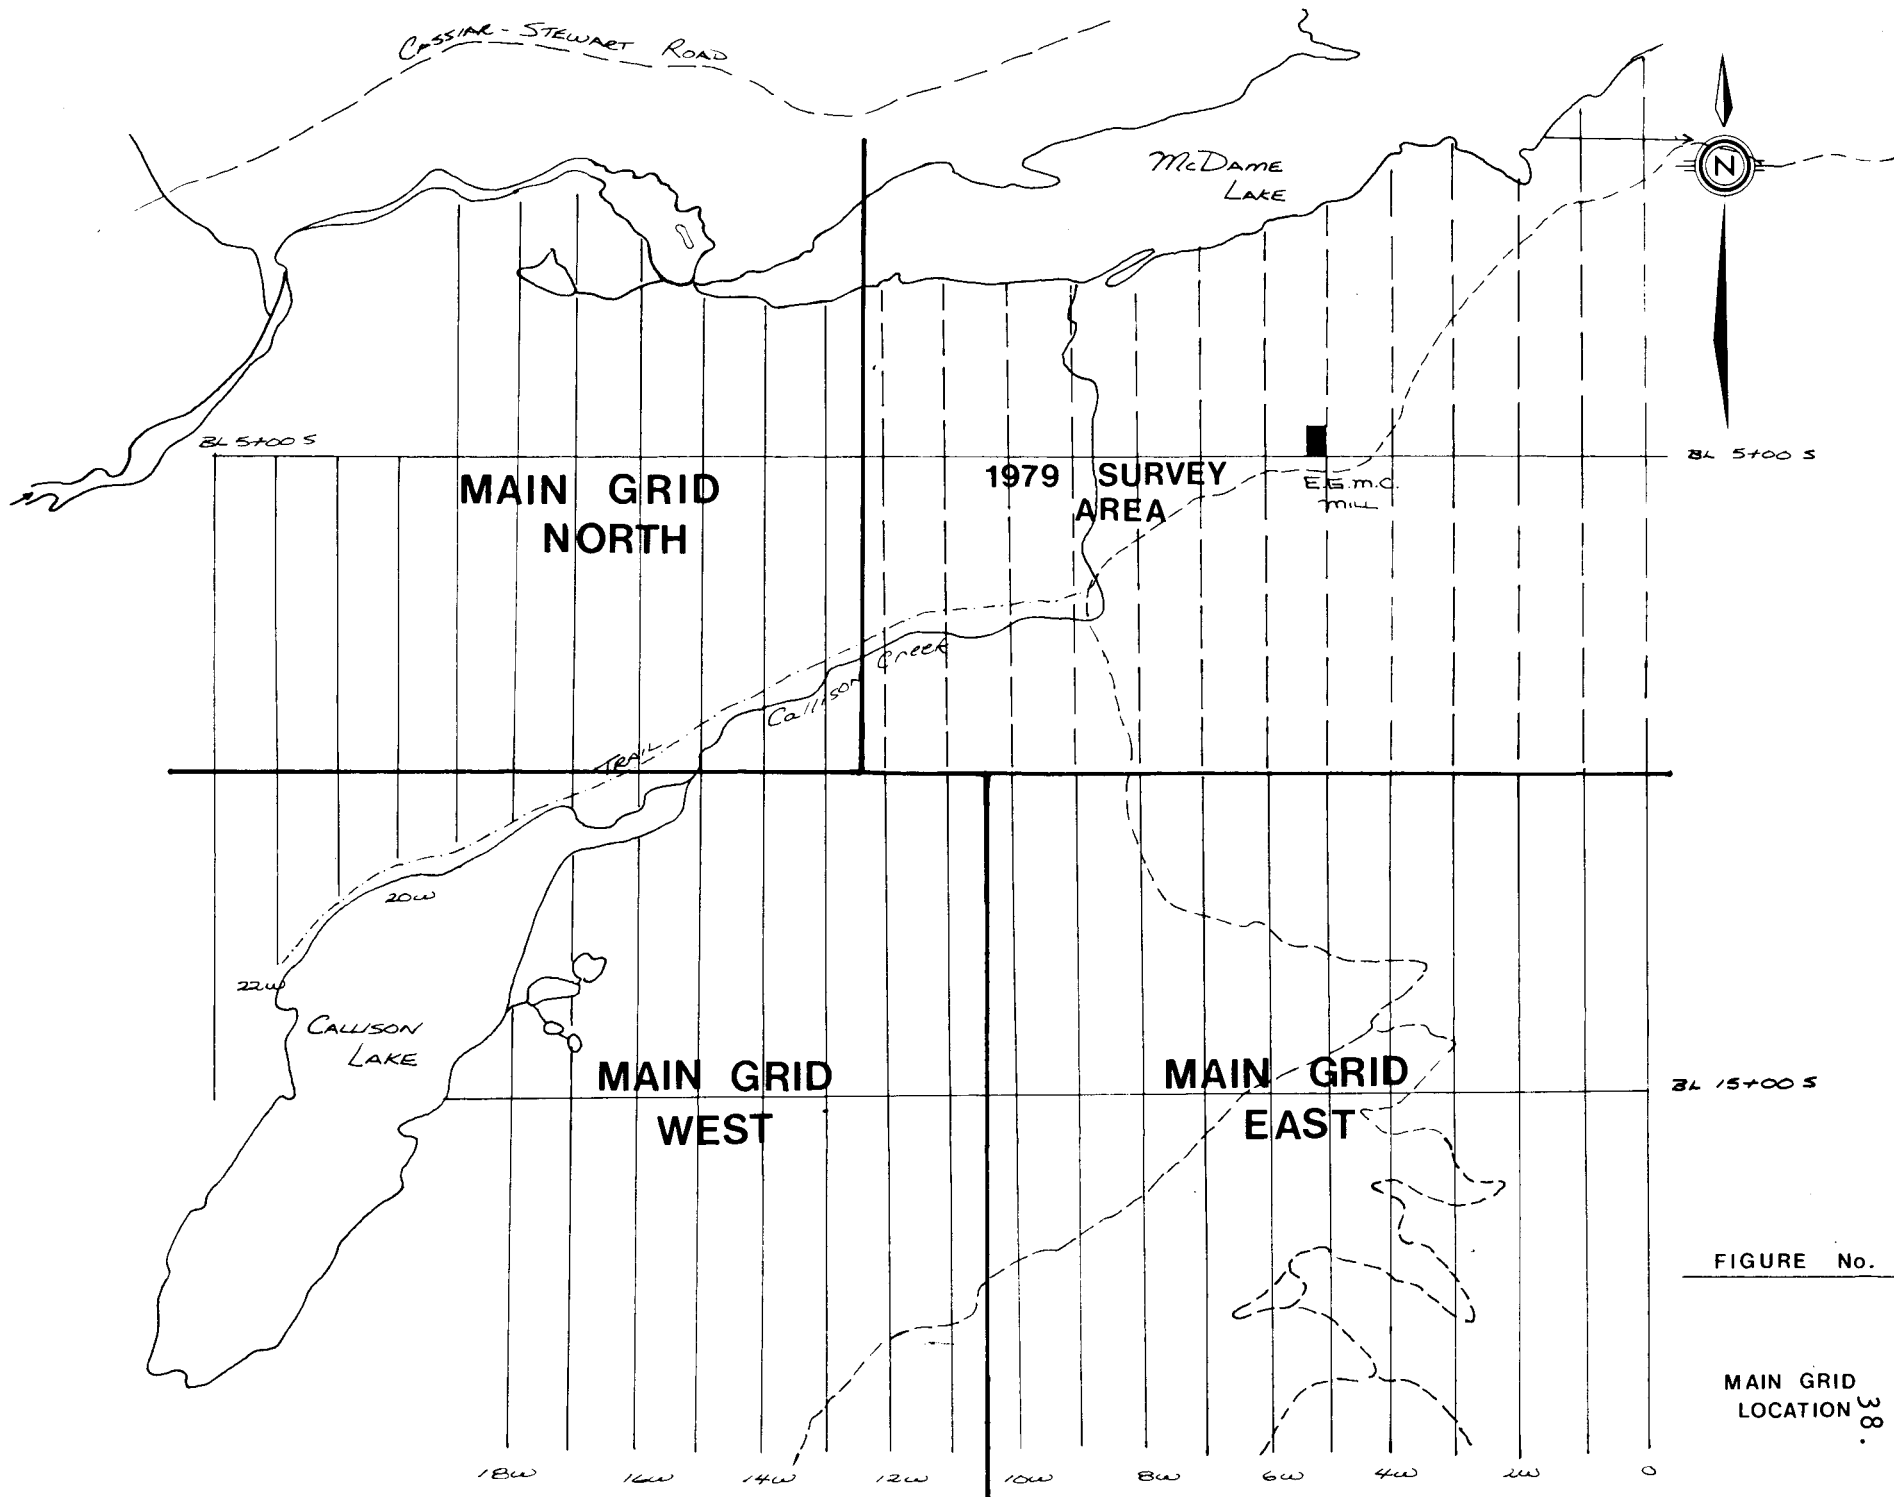 CASSIAR - STEWART ROAD
McDAME
LAKE
N
BL 5+00 S
BL 5+00 S
MAIN GRID
NORTH
1979 SURVEY
AREA
E.E.M.C.
MILL
Callison Creek
TRAIL
20W
22W
CALLISON
LAKE
MAIN GRID
WEST
MAIN GRID
EAST
BL 15+00 S
FIGURE No.
MAIN GRID
LOCATION
38.
18W 16W 14W 12W 10W 8W 6W 4W 2W 0